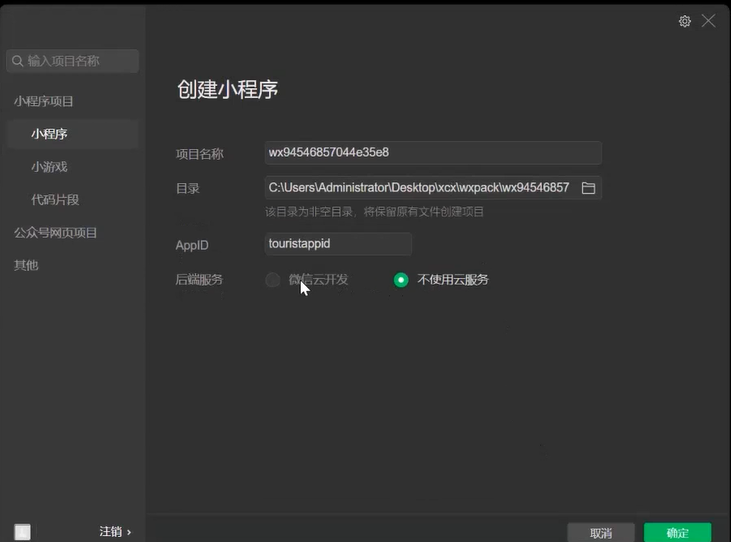 输入项目名称
小程序项目
小程序
小游戏
代码片段
公众号网页项目
其他
注销 ›
创建小程序
项目名称 wx94546857044e35e8
目录 C:\Users\Administrator\Desktop\xcx\wxpack\wx94546857
该目录为非空目录，将保留原有文件创建项目
AppID touristappid
后端服务 微信云开发 不使用云服务
取消 确定